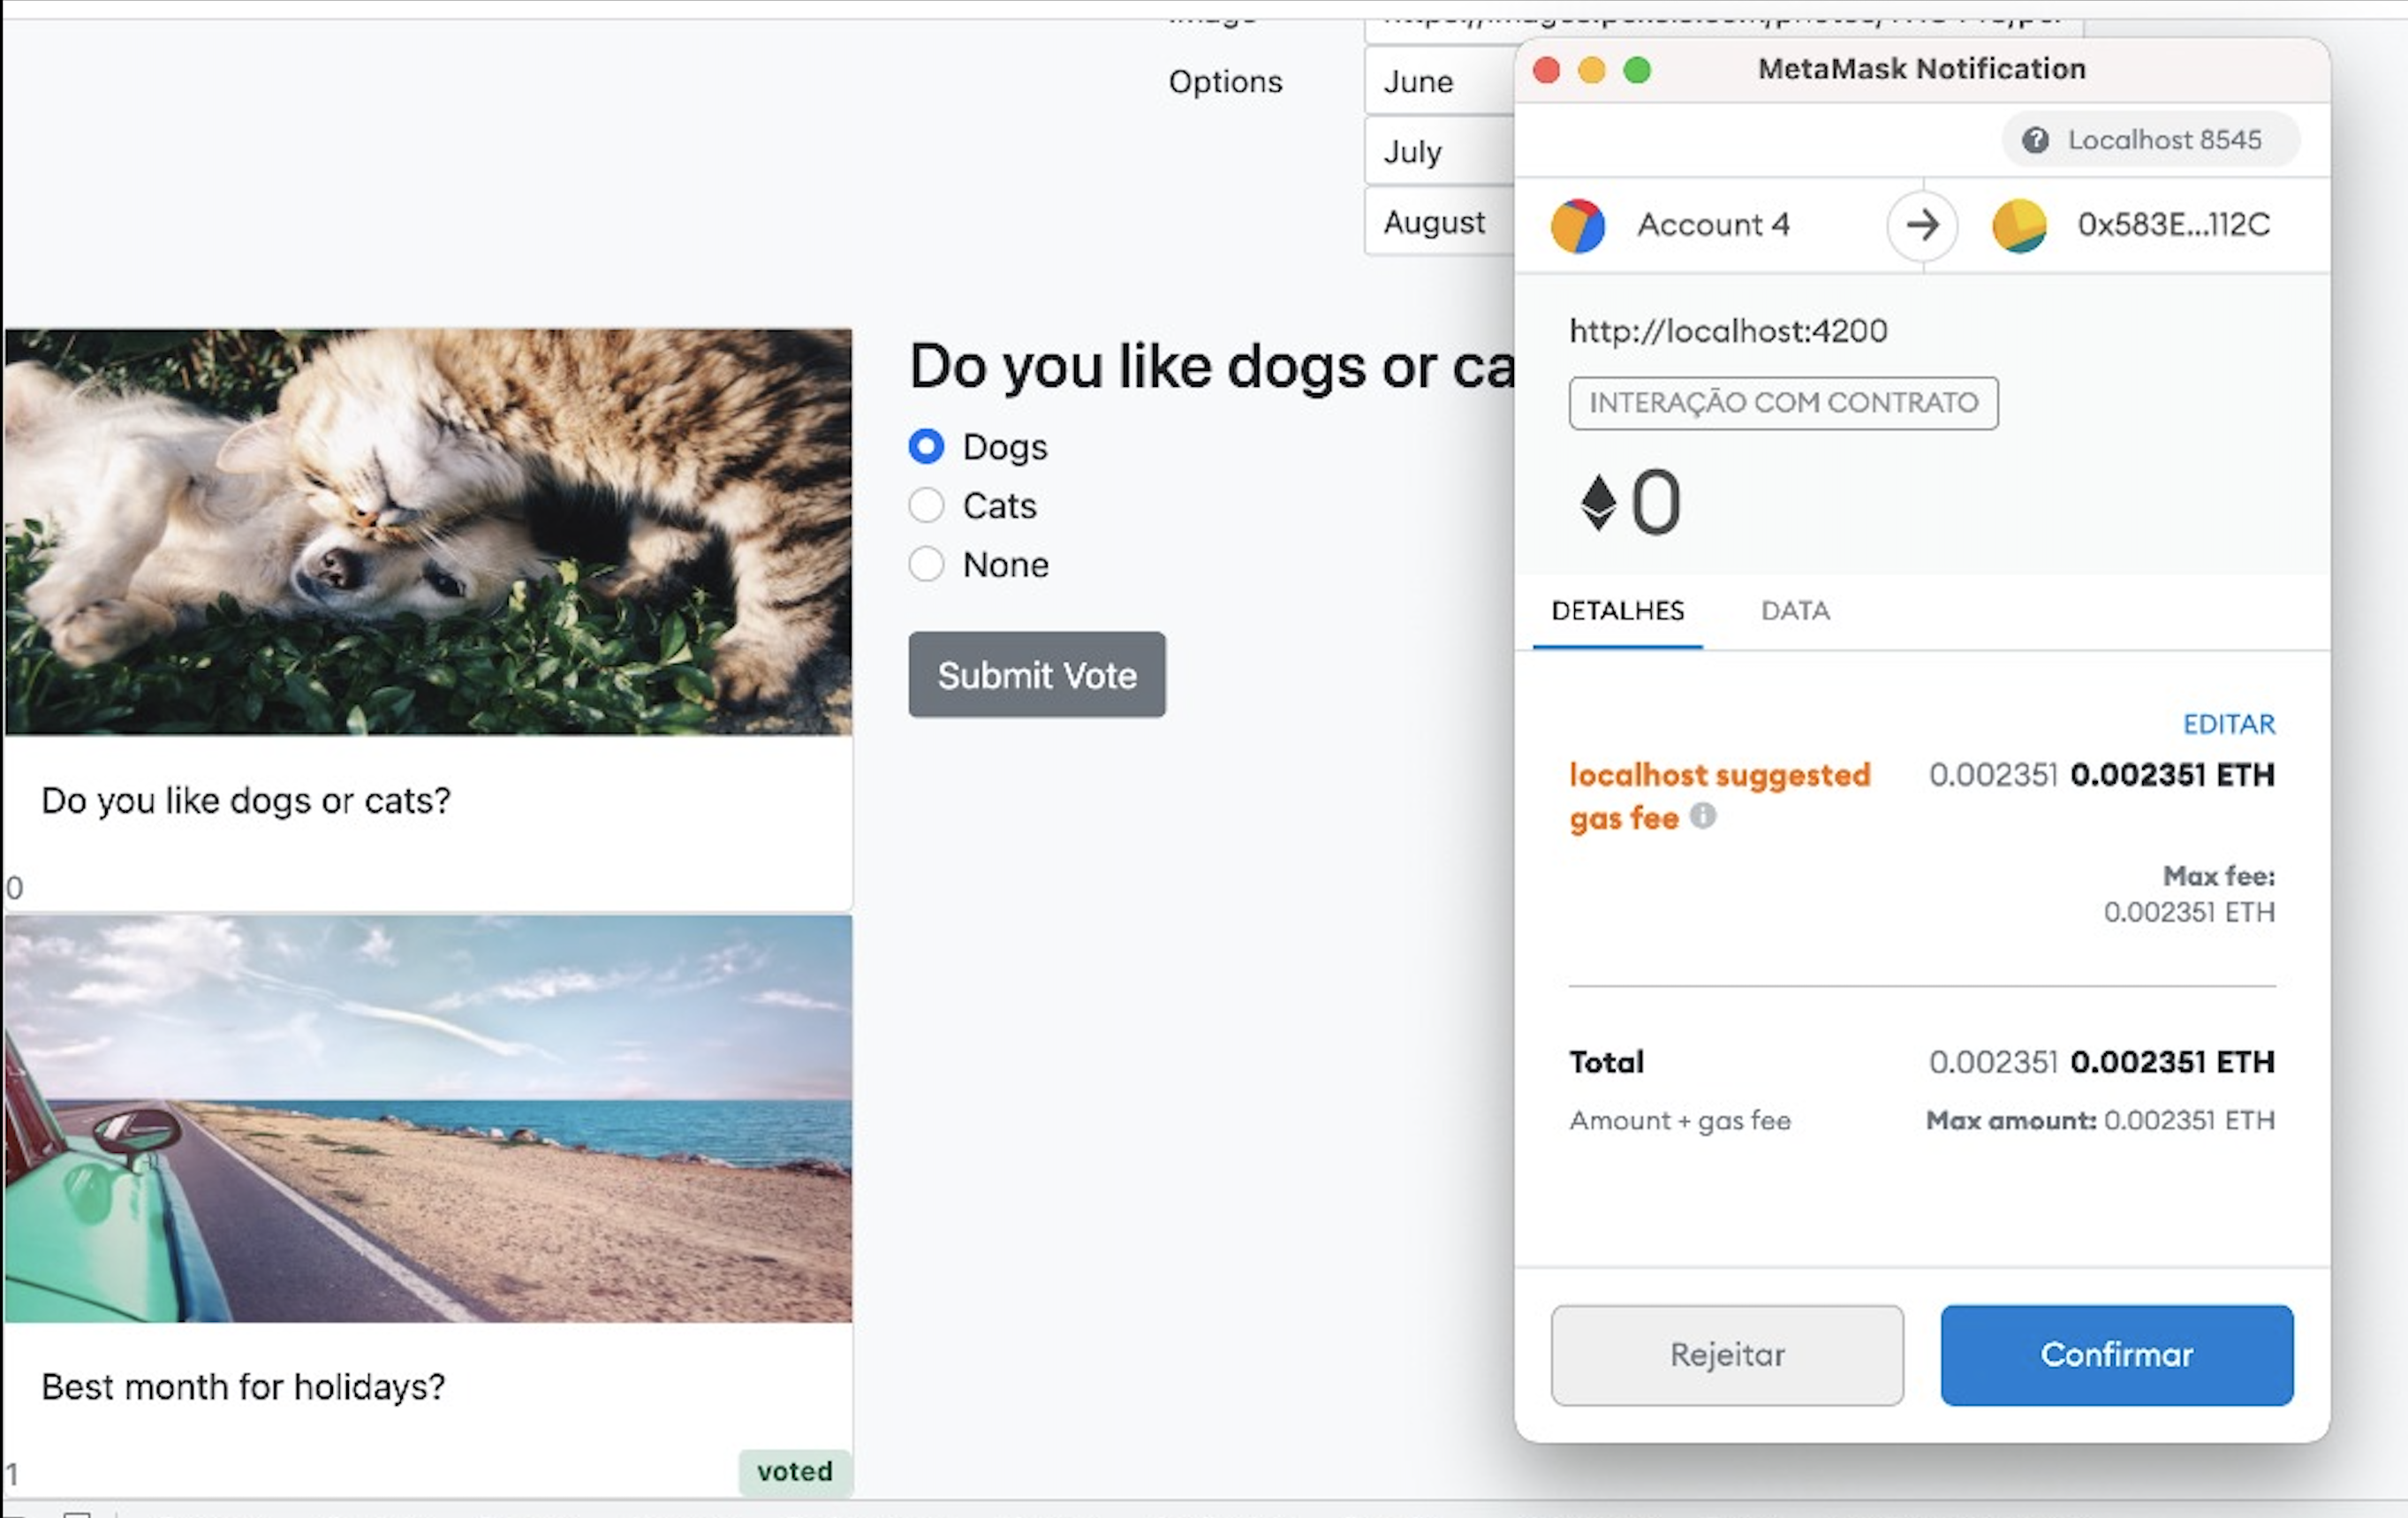 Options
June
July
August
Do you like dogs or ca
Dogs
Cats
None
Submit Vote
Do you like dogs or cats?
0
Best month for holidays?
1
voted
MetaMask Notification
Localhost 8545
Account 4
0x583E...112C
http://localhost:4200
INTERAÇÃO COM CONTRATO
0
DETALHES
DATA
EDITAR
localhost suggested
gas fee
0.002351 0.002351 ETH
Max fee:
0.002351 ETH
Total
0.002351 0.002351 ETH
Amount + gas fee
Max amount: 0.002351 ETH
Rejeitar
Confirmar